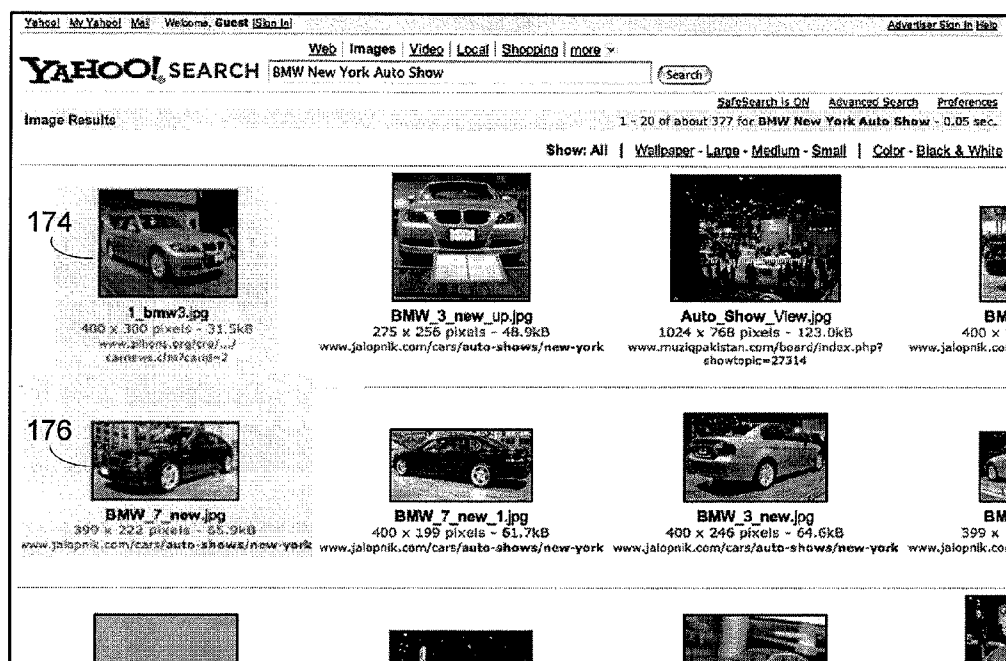 Yahoo! My Yahoo! Mail Welcome, Guest [Sign In] Advertiser Sign In Help
Web | Images | Video | Local | Shopping | more
YAHOO! SEARCH BMW New York Auto Show Search
SafeSearch is ON Advanced Search Preferences
Image Results 1 - 20 of about 377 for BMW New York Auto Show - 0.05 sec.
Show: All | Wallpaper - Large - Medium - Small | Color - Black & White
174
1_bmw3.jpg
400 x 300 pixels - 31.5kB
BMW_3_new_up.jpg
275 x 256 pixels - 48.9kB
www.jalopnik.com/cars/auto-shows/new-york
Auto_Show_View.jpg
1024 x 768 pixels - 123.0kB
www.muziqpakistan.com/board/index.php?
showtopic=27314
BM
400 x
www.jalopnik.co
176
BMW_7_new.jpg
399 x 222 pixels - 65.9kB
www.jalopnik.com/cars/auto-shows/new-york
BMW_7_new_1.jpg
400 x 199 pixels - 61.7kB
www.jalopnik.com/cars/auto-shows/new-york
BMW_3_new.jpg
400 x 246 pixels - 64.6kB
www.jalopnik.com/cars/auto-shows/new-york
BM
399 x
www.jalopnik.co